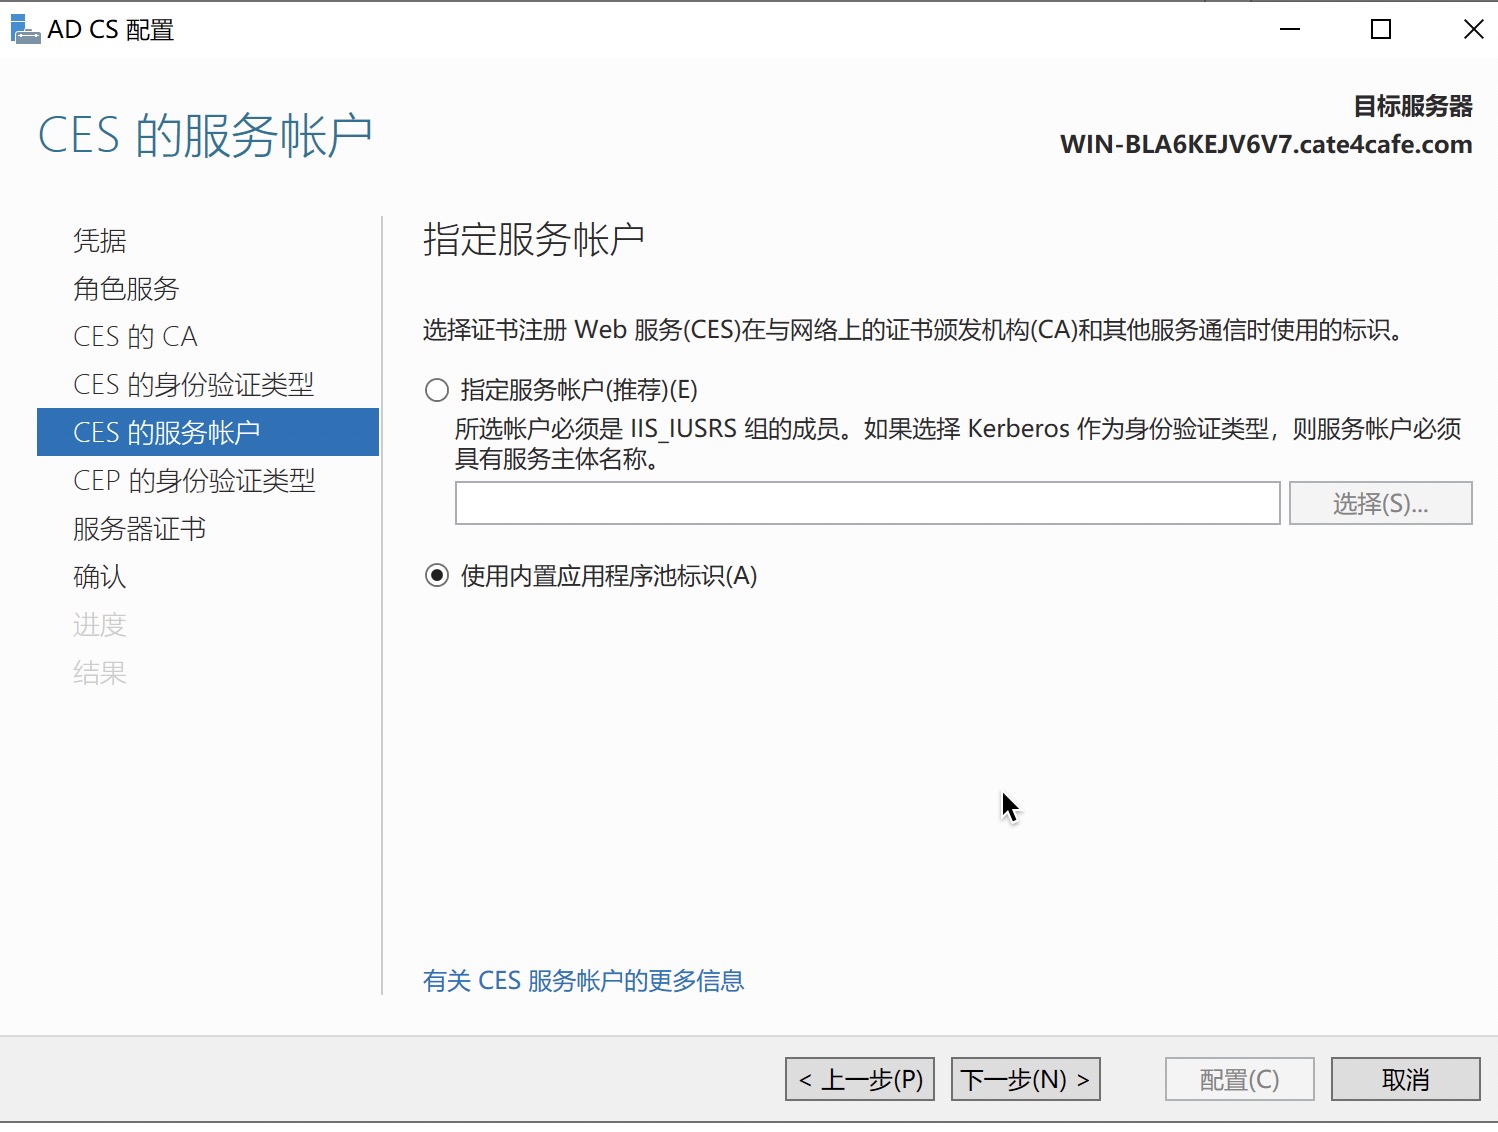 AD CS 配置
CES 的服务帐户
目标服务器
WIN-BLA6KEJV6V7.cate4cafe.com
凭据
角色服务
CES 的 CA
CES 的身份验证类型
CES 的服务帐户
CEP 的身份验证类型
服务器证书
确认
进度
结果
指定服务帐户
选择证书注册 Web 服务(CES)在与网络上的证书颁发机构(CA)和其他服务通信时使用的标识。
指定服务帐户(推荐)(E)
所选帐户必须是 IIS_IUSRS 组的成员。如果选择 Kerberos 作为身份验证类型，则服务帐户必须
具有服务主体名称。
选择(S)...
使用内置应用程序池标识(A)
有关 CES 服务帐户的更多信息
< 上一步(P)
下一步(N) >
配置(C)
取消